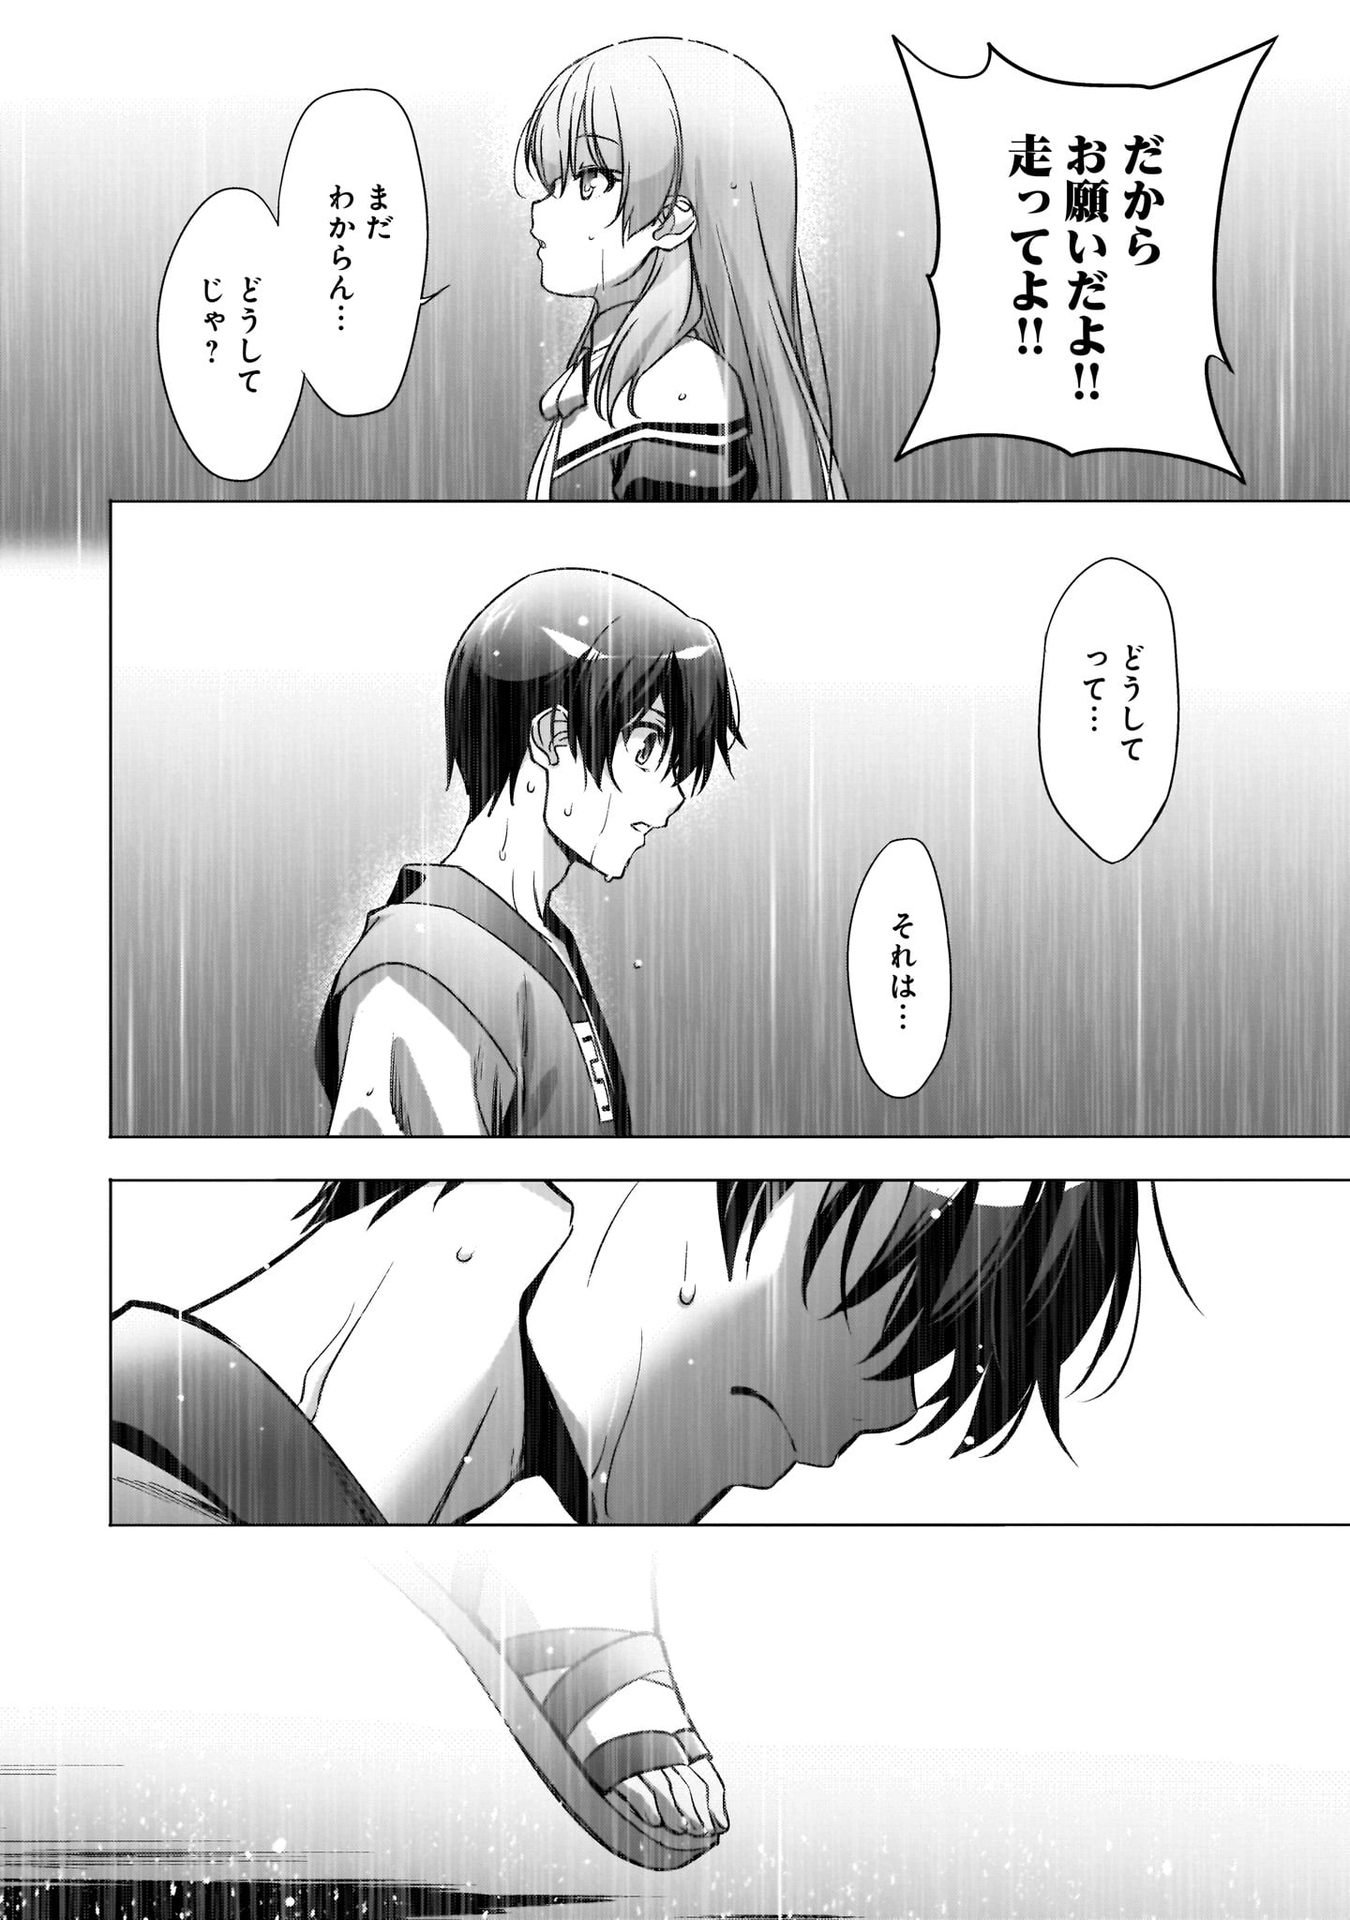 だから
お願いだよ!!
走ってよ!!
まだ
わからん…
どうして
じゃ?
どうして
って…
それは…